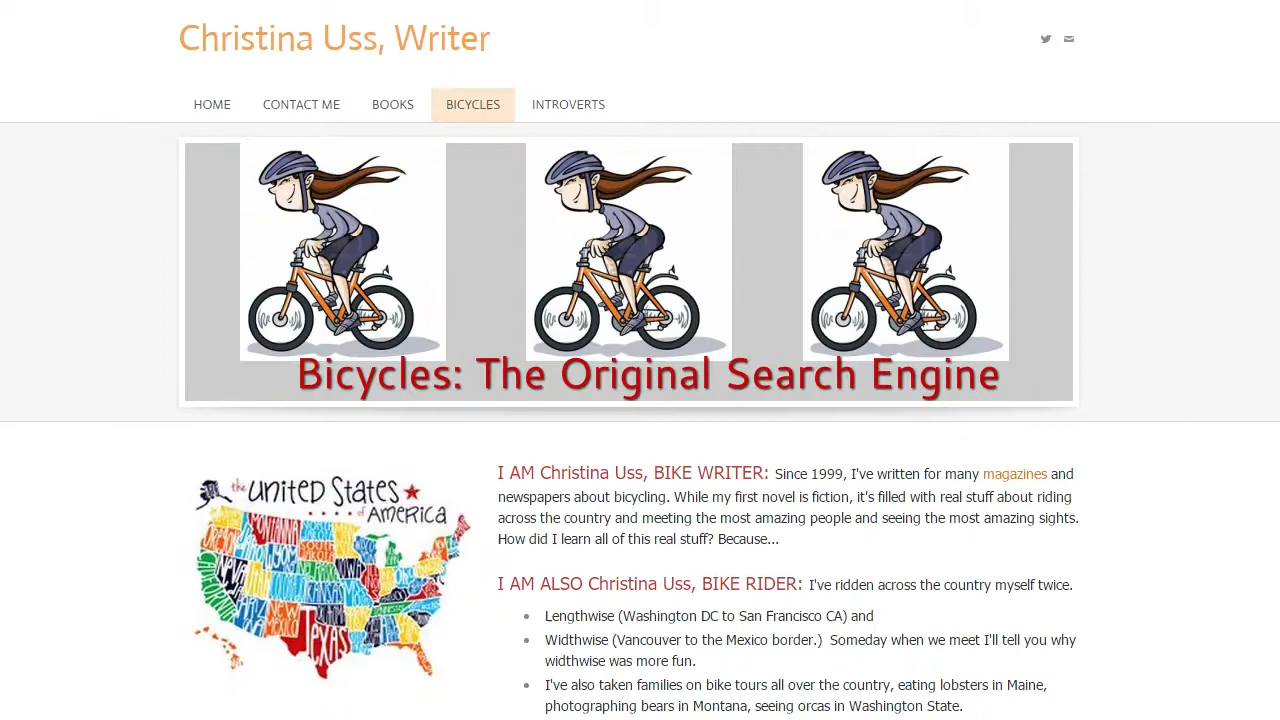 Christina Uss, Writer
HOME CONTACT ME BOOKS BICYCLES INTROVERTS
Bicycles: The Original Search Engine
the United States
of America
Texas
I AM Christina Uss, BIKE WRITER: Since 1999, I've written for many magazines and
newspapers about bicycling. While my first novel is fiction, it's filled with real stuff about riding
across the country and meeting the most amazing people and seeing the most amazing sights.
How did I learn all of this real stuff? Because...
I AM ALSO Christina Uss, BIKE RIDER: I've ridden across the country myself twice.
Lengthwise (Washington DC to San Francisco CA) and
Widthwise (Vancouver to the Mexico border.) Someday when we meet I'll tell you why
widthwise was more fun.
I've also taken families on bike tours all over the country, eating lobsters in Maine,
photographing bears in Montana, seeing orcas in Washington State.